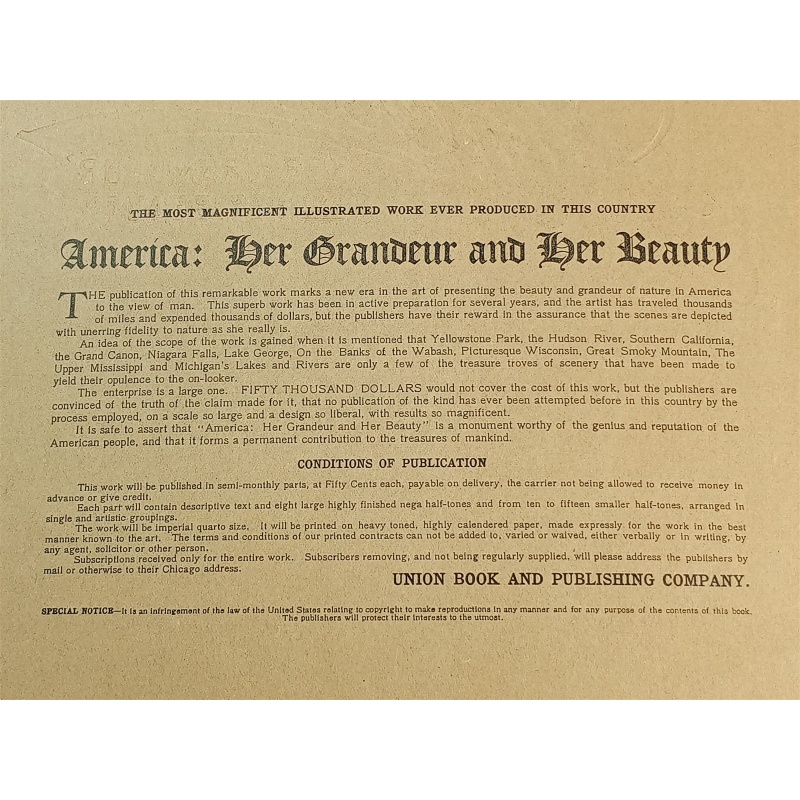 THE MOST MAGNIFICENT ILLUSTRATED WORK EVER PRODUCED IN THIS COUNTRY
America: Her Grandeur and Her Beauty
THE publication of this remarkable work marks a new era in the art of presenting the beauty and grandeur of nature in America
to the view of man. This superb work has been in active preparation for several years, and the artist has traveled thousands
of miles and expended thousands of dollars, but the publishers have their reward in the assurance that the scenes are depicted
with unerring fidelity to nature as she really is.
An idea of the scope of the work is gained when it is mentioned that Yellowstone Park, the Hudson River, Southern California,
the Grand Canon, Niagara Falls, Lake George, On the Banks of the Wabash, Picturesque Wisconsin, Great Smoky Mountain, The
Upper Mississippi and Michigan's Lakes and Rivers are only a few of the treasure troves of scenery that have been made to
yield their opulence to the on-looker.
The enterprise is a large one. FIFTY THOUSAND DOLLARS would not cover the cost of this work, but the publishers are
convinced of the truth of the claim made for it, that no publication of the kind has ever been attempted before in this country by the
process employed, on a scale so large and a design so liberal, with results so magnificent.
It is safe to assert that "America: Her Grandeur and Her Beauty" is a monument worthy of the genius and reputation of the
American people, and that it forms a permanent contribution to the treasures of mankind.
CONDITIONS OF PUBLICATION
This work will be published in semi-monthly parts, at Fifty Cents each, payable on delivery, the carrier not being allowed to receive money in
advance or give credit.
Each part will contain descriptive text and eight large highly finished nega half-tones and from ten to fifteen smaller half-tones, arranged in
single and artistic groupings.
The work will be imperial quarto size. It will be printed on heavy toned, highly calendered paper, made expressly for the work in the best
manner known to the art. The terms and conditions of our printed contracts can not be added to, varied or waived, either verbally or in writing, by
any agent, solicitor or other person.
Subscriptions received only for the entire work. Subscribers removing, and not being regularly supplied, will please address the publishers by
mail or otherwise to their Chicago address.
UNION BOOK AND PUBLISHING COMPANY.
SPECIAL NOTICE—It is an infringement of the law of the United States relating to copyright to make reproductions in any manner and for any purpose of the contents of this book.
The publishers will protect their interests to the utmost.